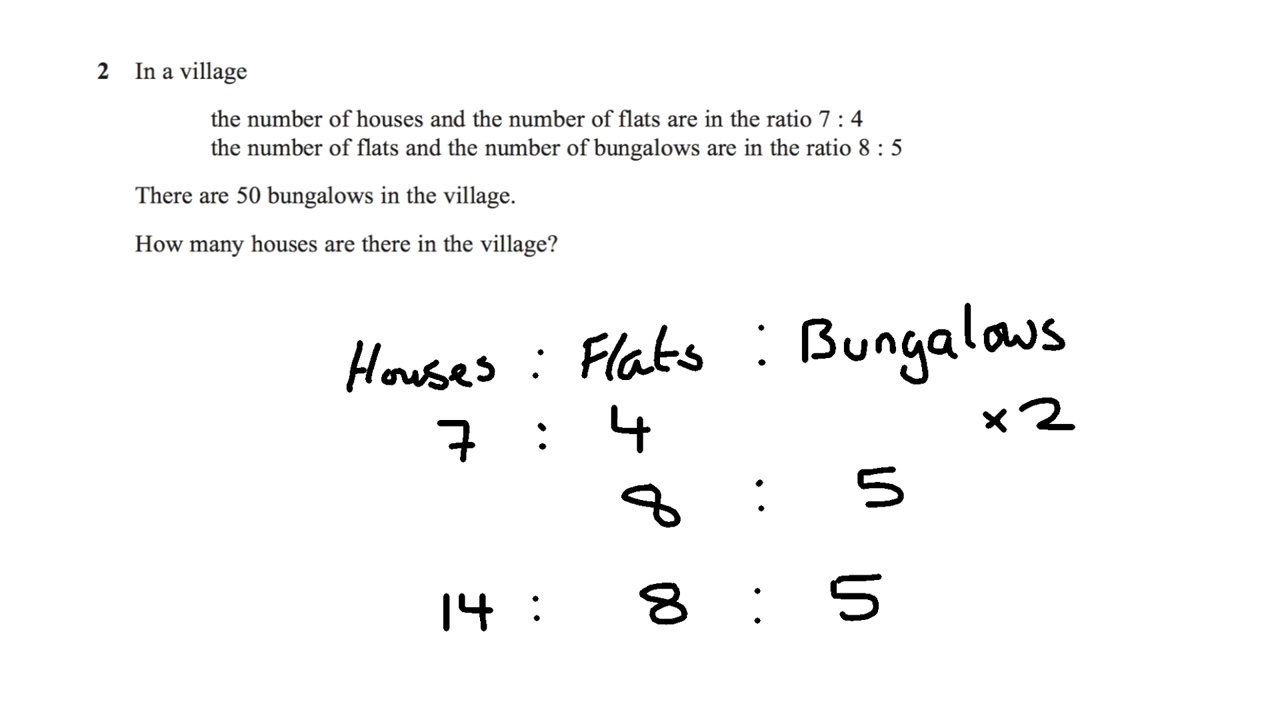 2 In a village
the number of houses and the number of flats are in the ratio 7 : 4
the number of flats and the number of bungalows are in the ratio 8 : 5
There are 50 bungalows in the village.
How many houses are there in the village?
Houses : Flats : Bungalows
7 : 4 ×2
8 : 5
14 : 8 : 5